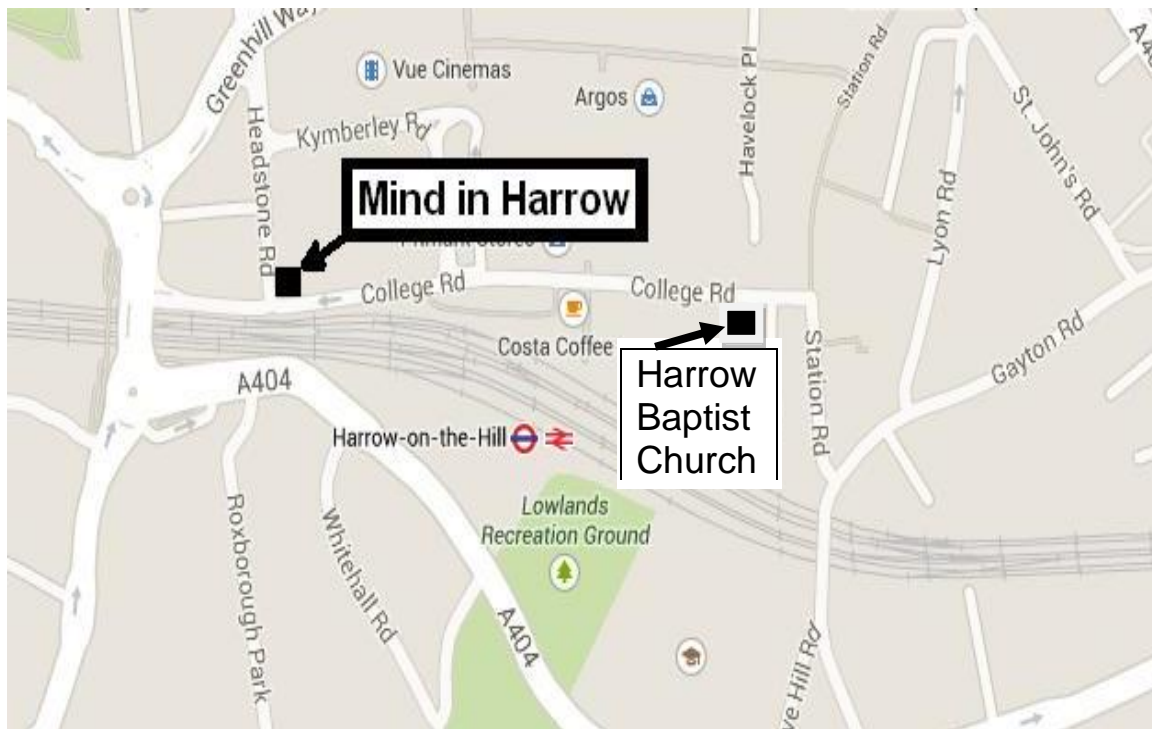 Greenhill Way
Vue Cinemas
Argos
Havelock Pl
Station Rd
St. John's Rd
Headstone Rd
Kymberley Rd
Lyon Rd
Mind in Harrow
College Rd
College Rd
Costa Coffee
Harrow
Baptist
Church
Station Rd
Gayton Rd
A404
Harrow-on-the-Hill
Lowlands
Recreation Ground
Roxborough Park
Whitehall Rd
A404
Hill Rd